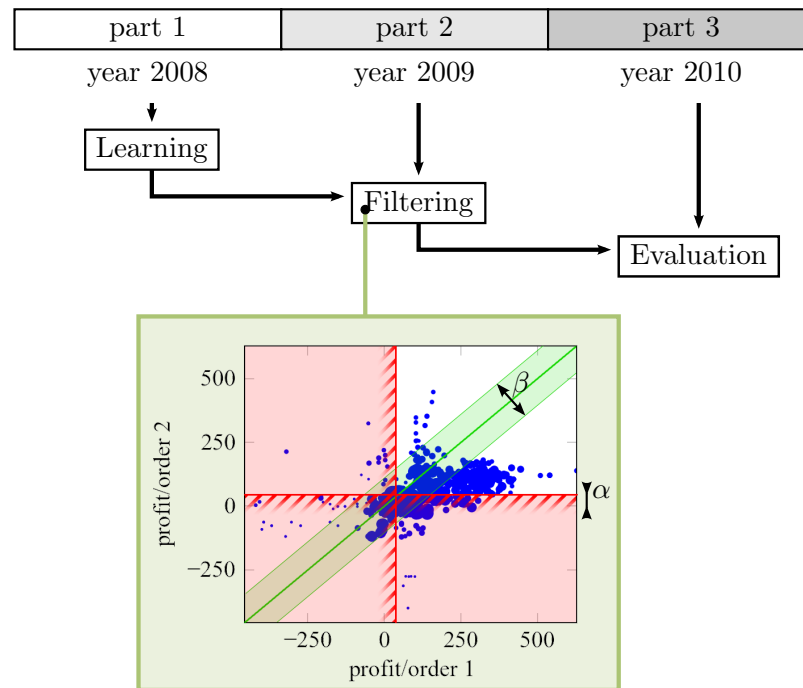 part 1 part 2 part 3
year 2008 year 2009 year 2010
Learning
Filtering
Evaluation
500
250
0
−250
profit/order 2
β
α
−250 0 250 500
profit/order 1